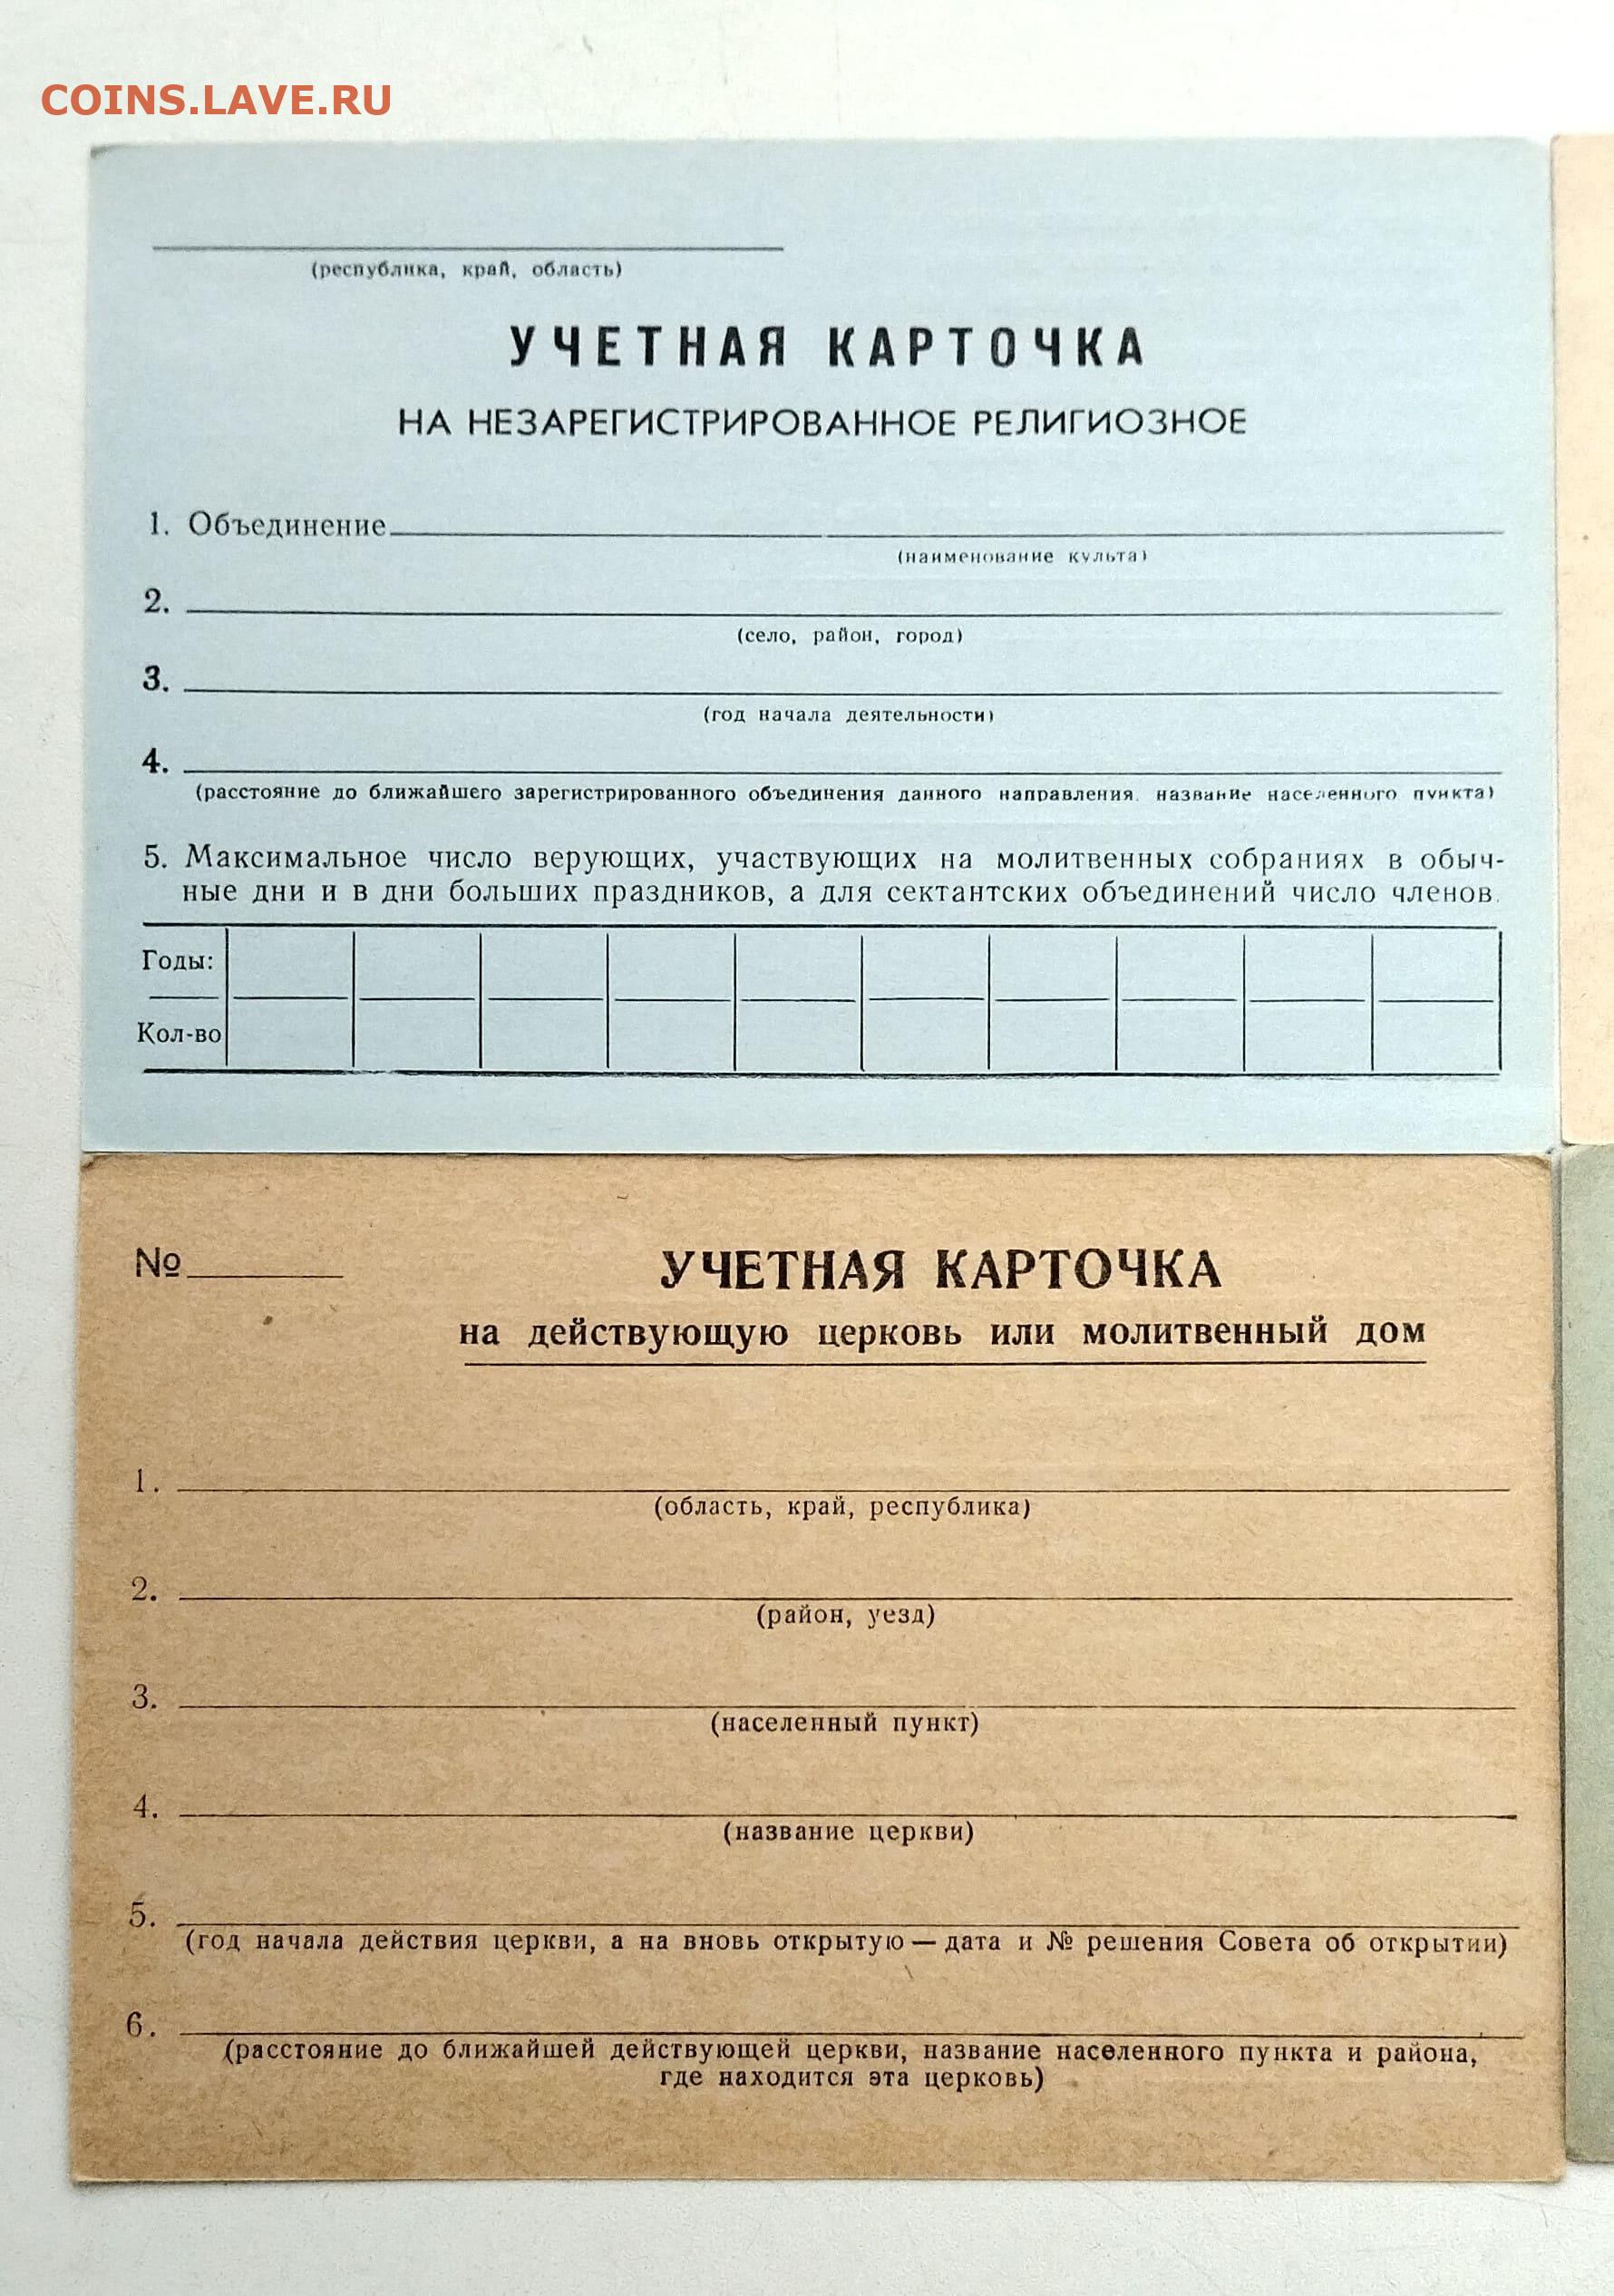 COINS.LAVE.RU
(республика, край, область)
УЧЕТНАЯ КАРТОЧКА
НА НЕЗАРЕГИСТРИРОВАННОЕ РЕЛИГИОЗНОЕ
1. Объединение
(наименование культа)
2.
(село, район, город)
3.
(год начала деятельности)
4.
(расстояние до ближайшего зарегистрированного объединения данного направления, название населенного пункта)
5. Максимальное число верующих, участвующих на молитвенных собраниях в обыч-
ные дни и в дни больших праздников, а для сектантских объединений число членов.
Годы:
Кол-во
№
УЧЕТНАЯ КАРТОЧКА
на действующую церковь или молитвенный дом
1.
(область, край, республика)
2.
(район, уезд)
3.
(населенный пункт)
4.
(название церкви)
5.
(год начала действия церкви, а на вновь открытую — дата и № решения Совета об открытии)
6.
(расстояние до ближайшей действующей церкви, название населенного пункта и района,
где находится эта церковь)